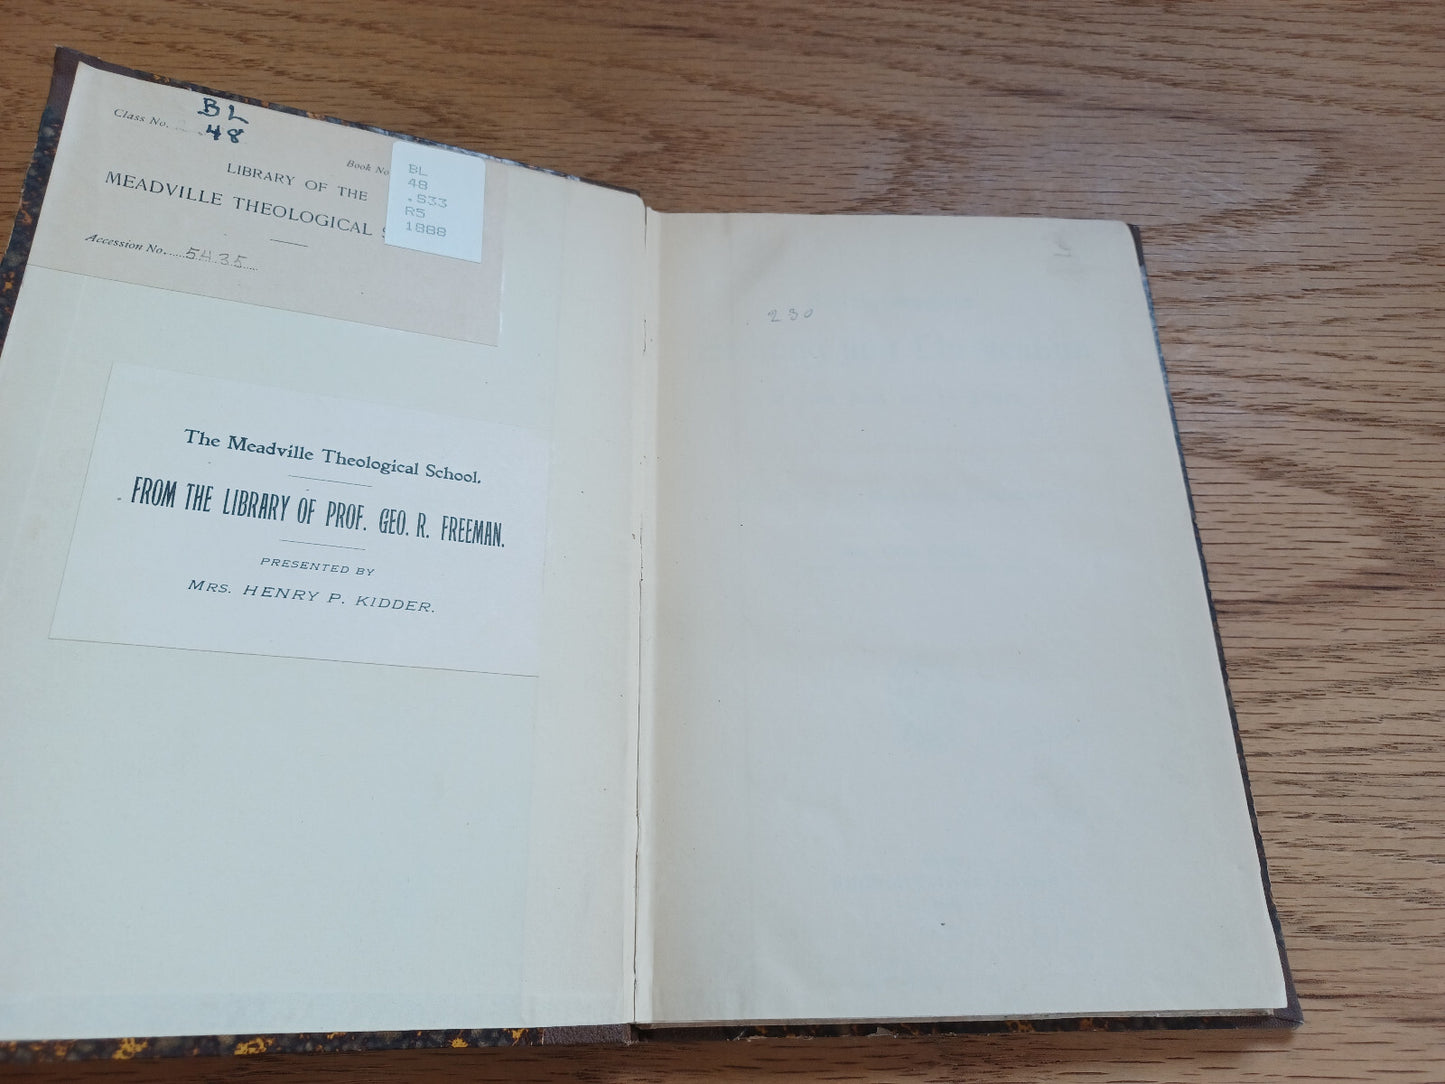 BL
Class No. 48
Book No
LIBRARY OF THE
MEADVILLE THEOLOGICAL
Accession No. 5435
BL
48
.S33
R5
1888
The Meadville Theological School.
FROM THE LIBRARY OF PROF. GEO. R. FREEMAN.
PRESENTED BY
MRS. HENRY P. KIDDER.
230